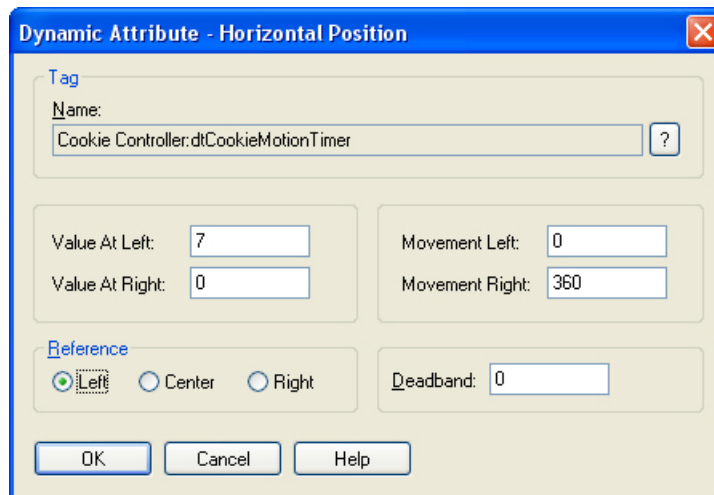 Dynamic Attribute - Horizontal Position
Tag
Name:
Cookie Controller:dtCookieMotionTimer
?
Value At Left: 7
Movement Left: 0
Value At Right: 0
Movement Right: 360
Reference
Left Center Right
Deadband: 0
OK Cancel Help